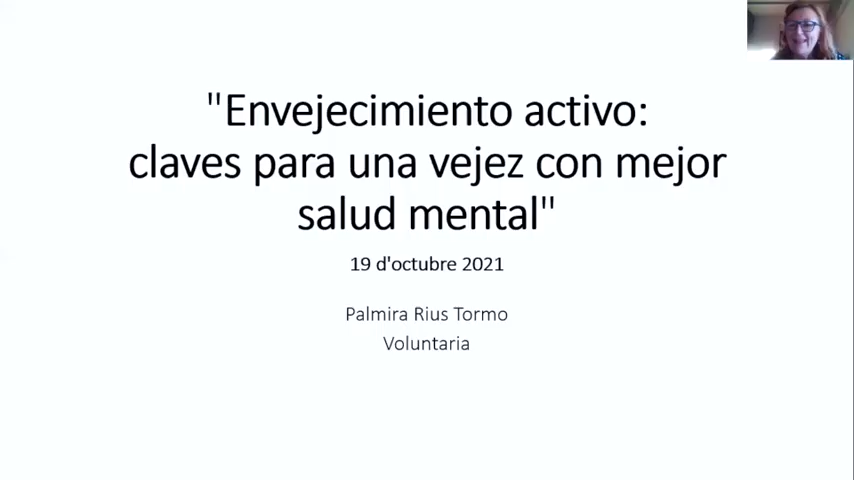 "Envejecimiento activo:
claves para una vejez con mejor
salud mental"
19 d'octubre 2021
Palmira Rius Tormo
Voluntaria